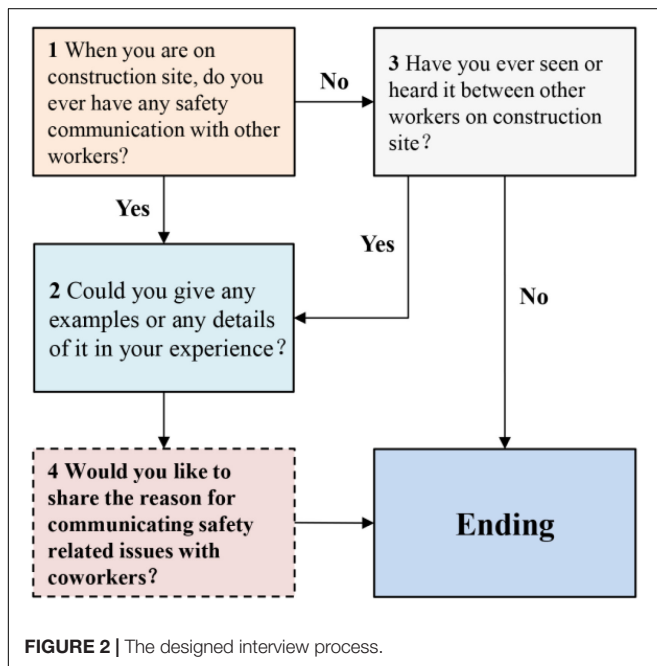 1 When you are on
construction site, do you
ever have any safety
communication with other
workers?
No
3 Have you ever seen or
heard it between other
workers on construction
site？
Yes
Yes
2 Could you give any
examples or any details
of it in your experience？
No
4 Would you like to
share the reason for
communicating safety
related issues with
coworkers？
Ending
FIGURE 2 | The designed interview process.